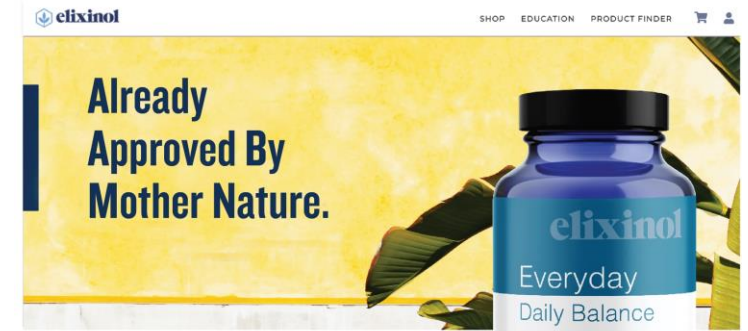 elixinol
SHOP EDUCATION PRODUCT FINDER
Already
Approved By
Mother Nature.
elixinol
Everyday
Daily Balance